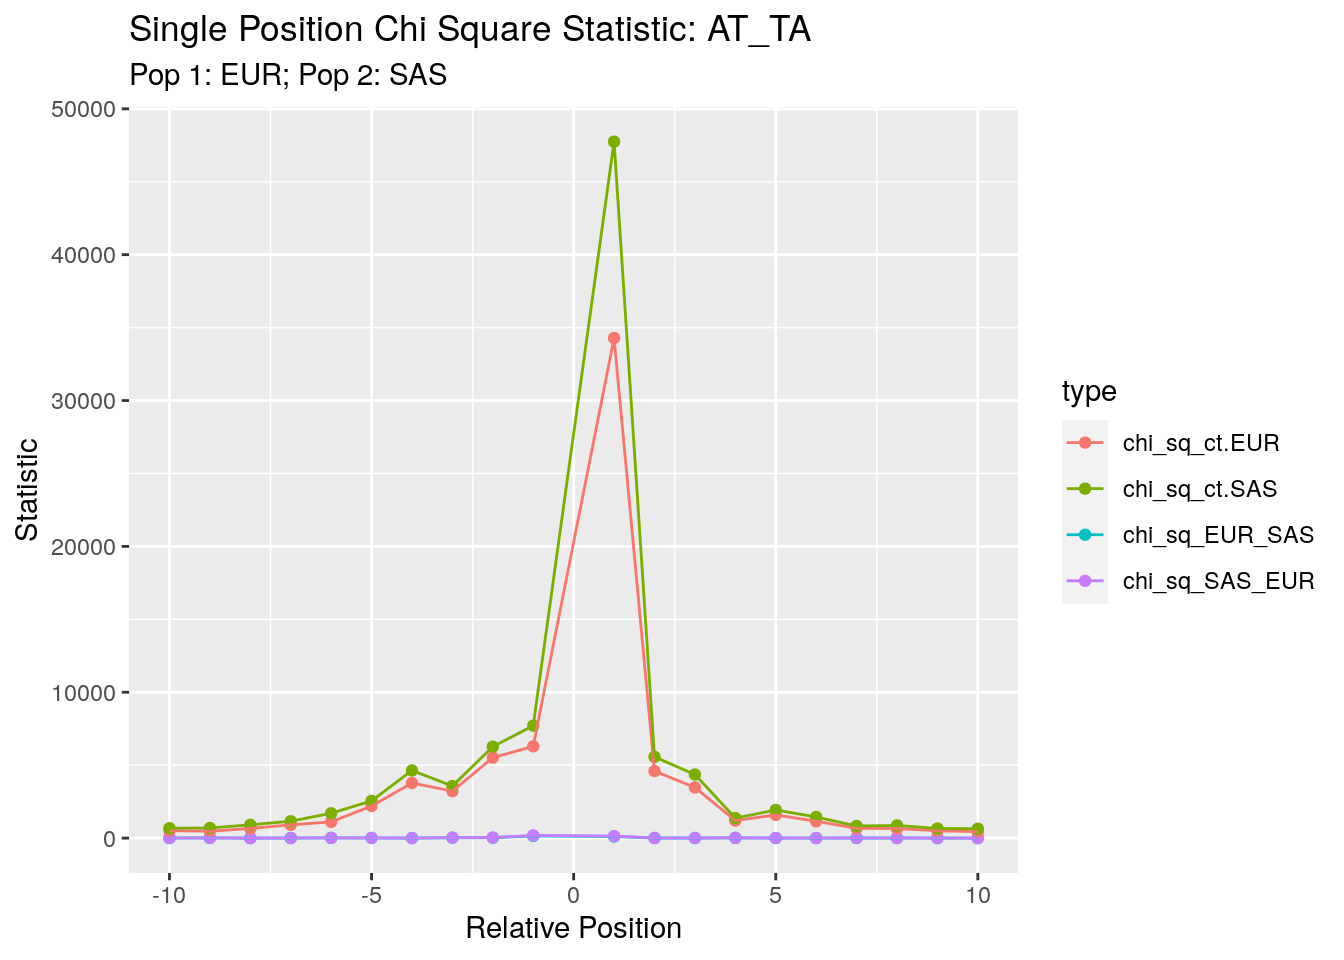 Single Position Chi Square Statistic: AT_TA
Pop 1: EUR; Pop 2: SAS
50000
40000
30000
20000
10000
0
Statistic
-10 -5 0 5 10
Relative Position
type
chi_sq_ct.EUR
chi_sq_ct.SAS
chi_sq_EUR_SAS
chi_sq_SAS_EUR